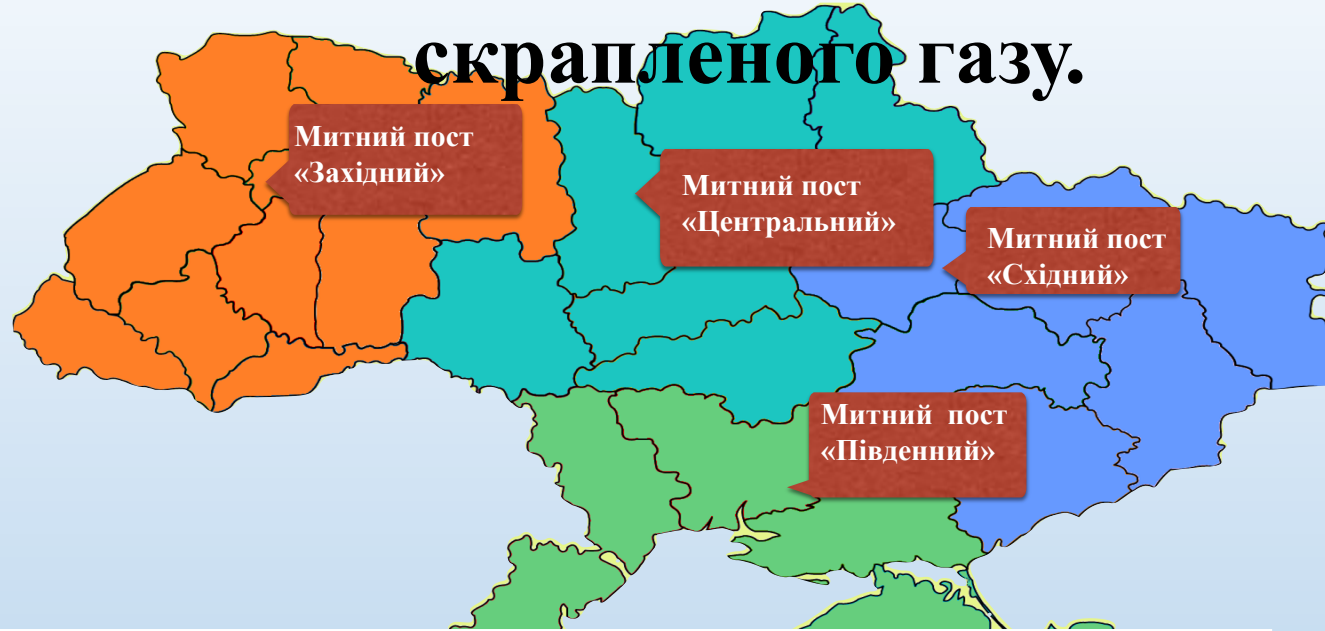 скрапленого газу.
Митний пост
«Західний»
Митний пост
«Центральний»
Митний пост
«Східний»
Митний пост
«Південний»